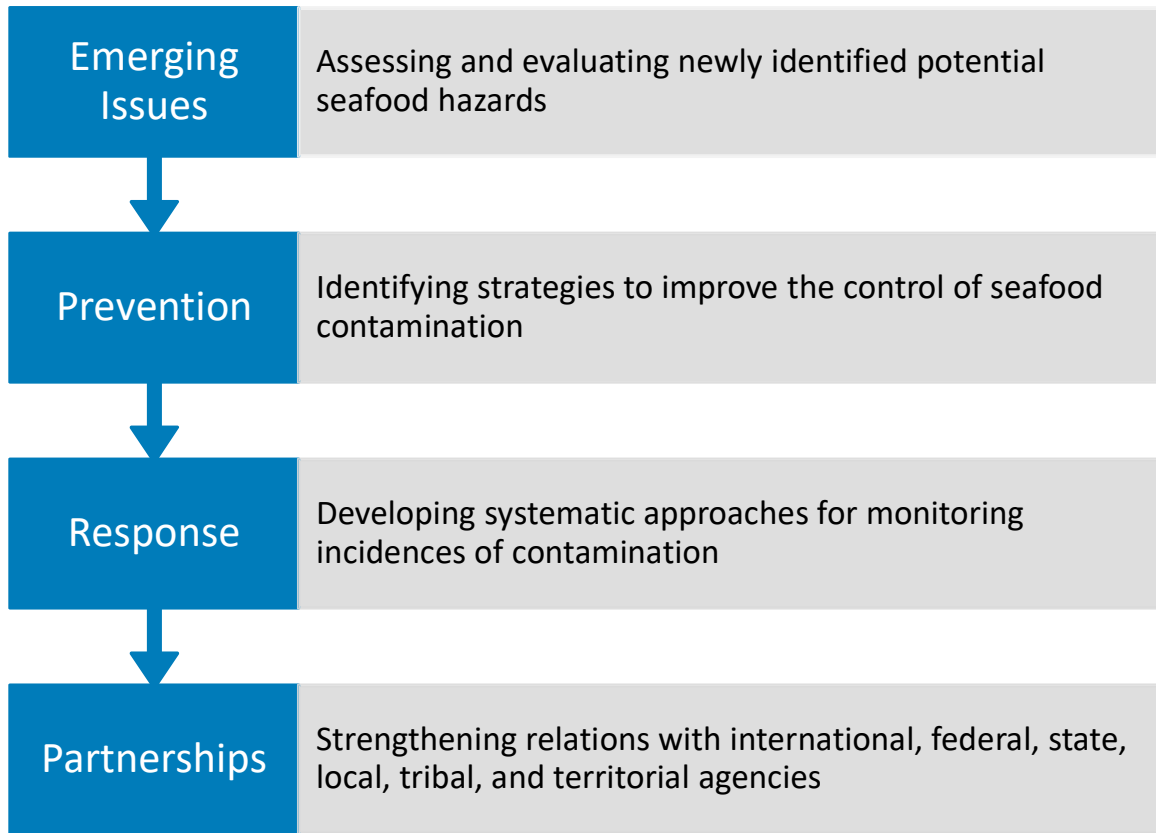 Emerging
Issues
Assessing and evaluating newly identified potential
seafood hazards
Prevention
Identifying strategies to improve the control of seafood
contamination
Response
Developing systematic approaches for monitoring
incidences of contamination
Partnerships
Strengthening relations with international, federal, state,
local, tribal, and territorial agencies